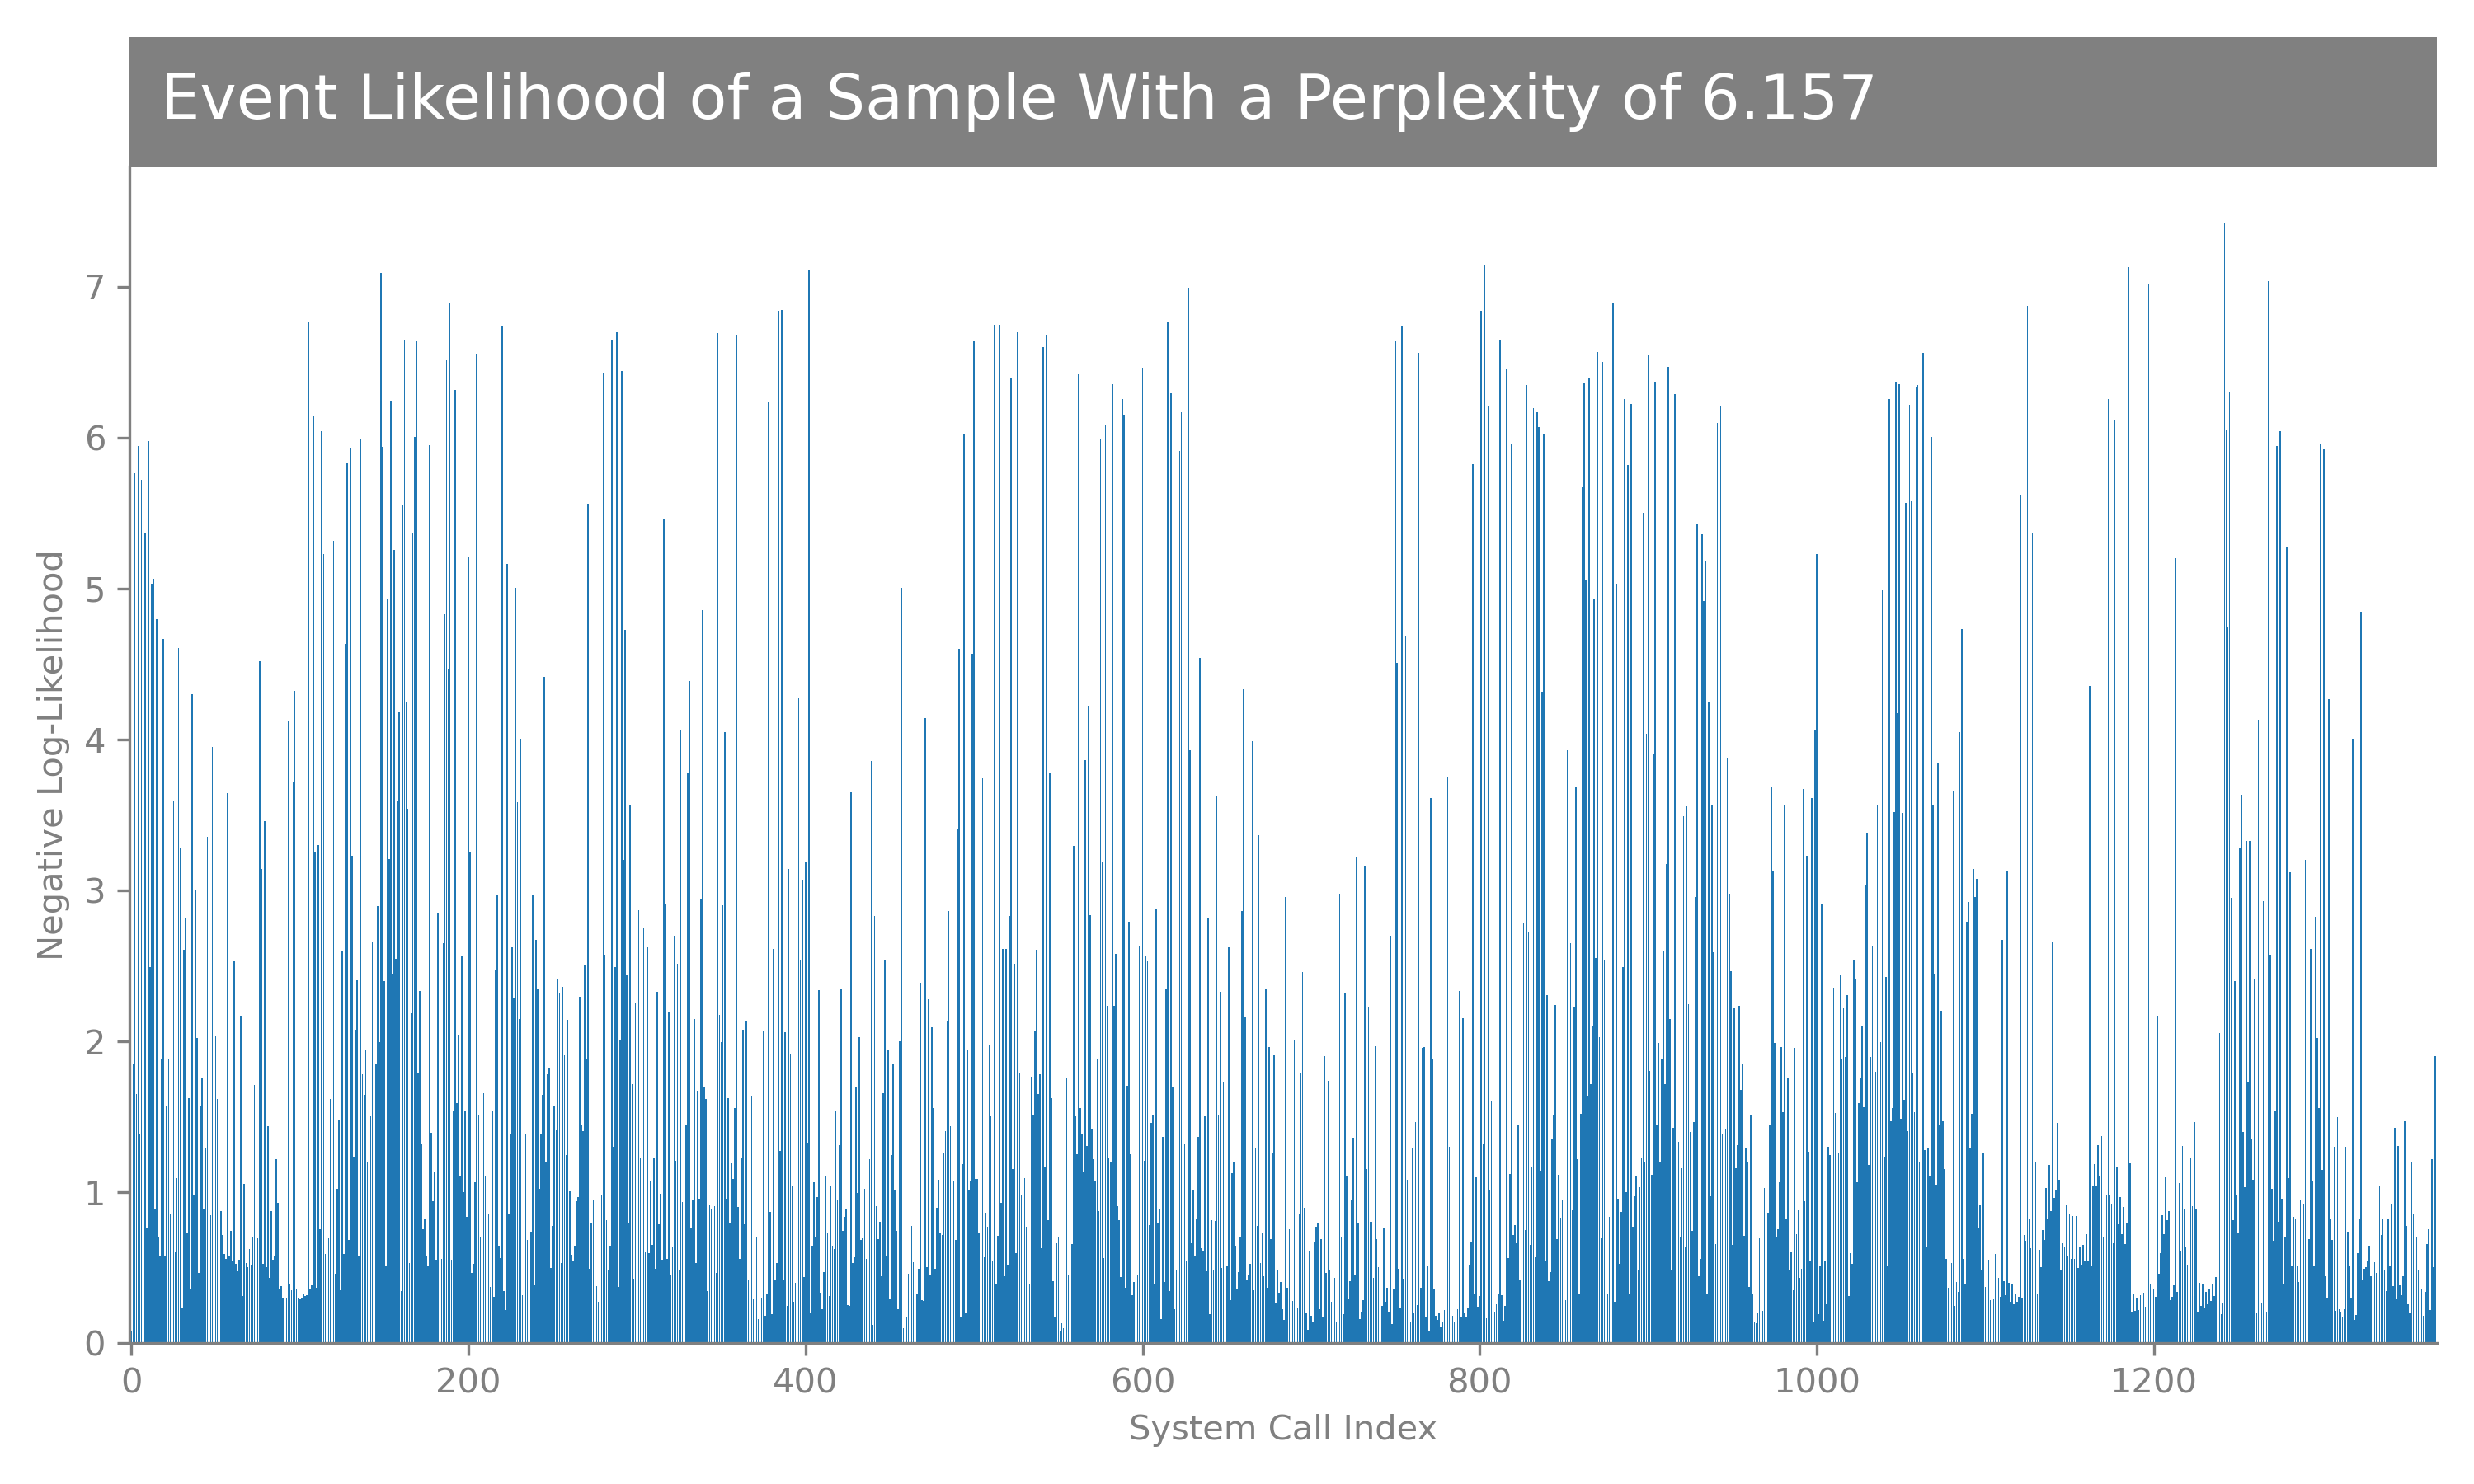 Event Likelihood of a Sample With a Perplexity of 6.157
Negative Log-Likelihood
7
6
5
4
3
2
1
0
0 200 400 600 800 1000 1200
System Call Index